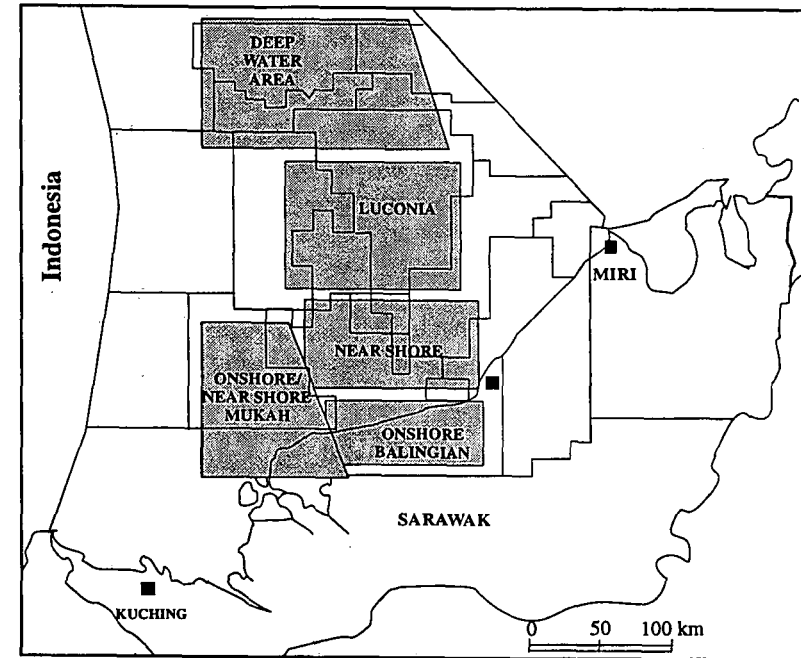 DEEP
WATER
AREA
Indonesia
LUCONIA
MIRI
NEAR SHORE
ONSHORE/
NEAR SHORE
MUKAH
ONSHORE
BALINGIAN
SARAWAK
KUCHING
0 50 100 km